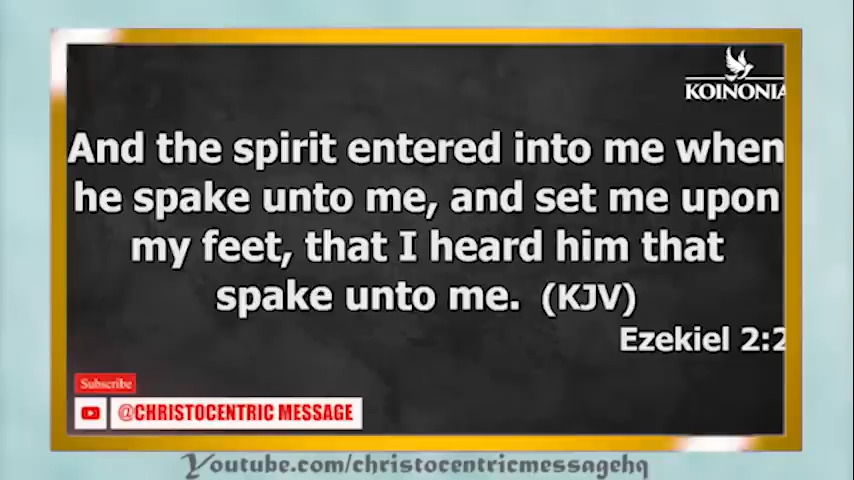 KOINONIA
And the spirit entered into me when
he spake unto me, and set me upon
my feet, that I heard him that
spake unto me. (KJV)
Ezekiel 2:2
Subscribe
@CHRISTOCENTRIC MESSAGE
Youtube.com/christocentricmessagehq